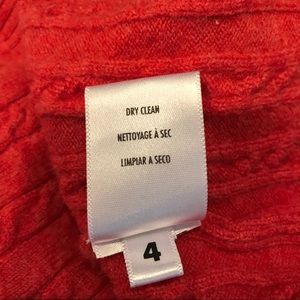 DRY CLEAN
NETTOYAGE À SEC
LIMPIAR A SECO
4